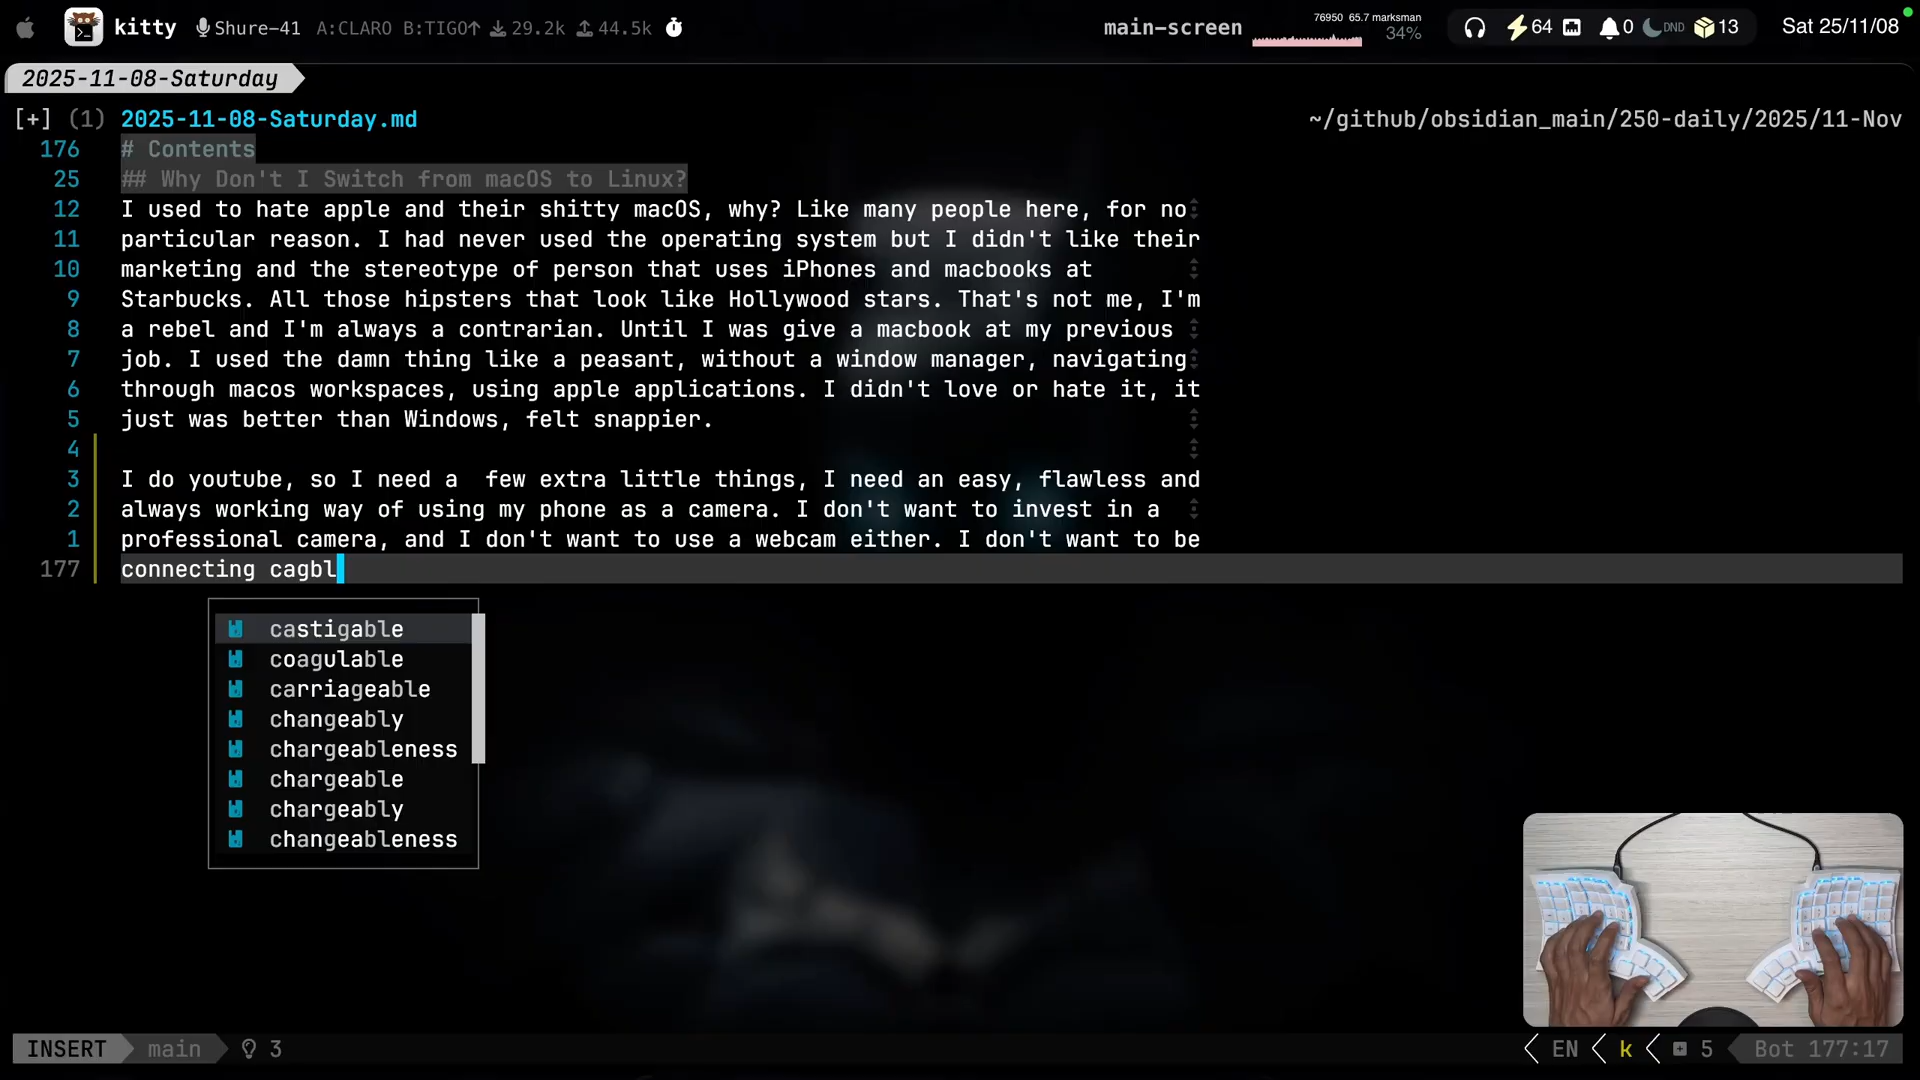 kitty Shure-41 A:CLARO B:TIGO↑ 29.2k 44.5k main-screen 76950 65.7 marksman 34% 64 0 DND 13 Sat 25/11/08
2025-11-08-Saturday
[+] (1) 2025-11-08-Saturday.md ~/github/obsidian_main/250-daily/2025/11-Nov
176 # Contents
25 ## Why Don't I Switch from macOS to Linux?
12 I used to hate apple and their shitty macOS, why? Like many people here, for no
11 particular reason. I had never used the operating system but I didn't like their
10 marketing and the stereotype of person that uses iPhones and macbooks at
9 Starbucks. All those hipsters that look like Hollywood stars. That's not me, I'm
8 a rebel and I'm always a contrarian. Until I was give a macbook at my previous
7 job. I used the damn thing like a peasant, without a window manager, navigating
6 through macos workspaces, using apple applications. I didn't love or hate it, it
5 just was better than Windows, felt snappier.
4
3 I do youtube, so I need a  few extra little things, I need an easy, flawless and
2 always working way of using my phone as a camera. I don't want to invest in a
1 professional camera, and I don't want to use a webcam either. I don't want to be
177 connecting cagbl
castigable
coagulable
carriageable
changeably
chargeableness
chargeable
chargeably
changeableness
INSERT main 3 EN k 5 Bot 177:17